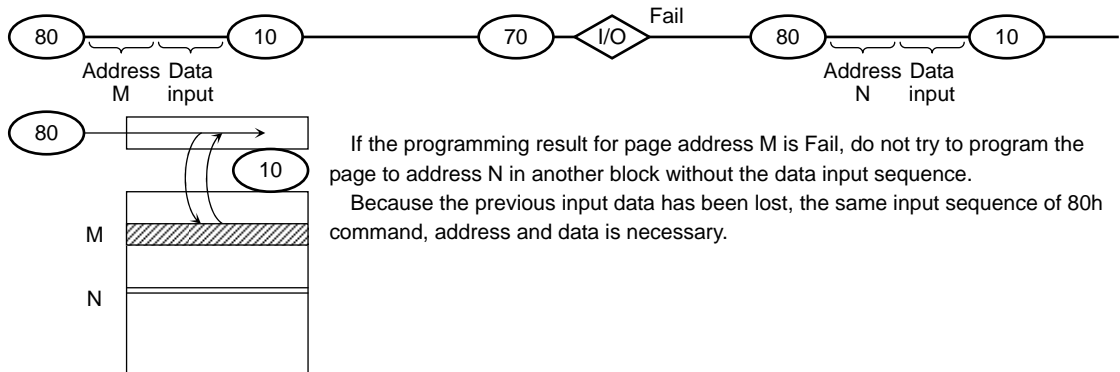 Fail
80 10 70 I/O 80 10
Address Data Address Data
M input N input
80
If the programming result for page address M is Fail, do not try to program the
10
page to address N in another block without the data input sequence.
Because the previous input data has been lost, the same input sequence of 80h
M
command, address and data is necessary.
N